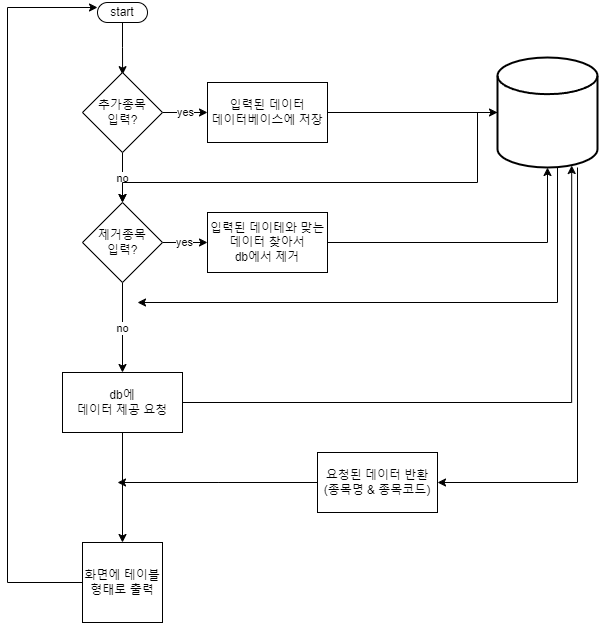 start
추가종목
입력?
yes
입력된 데이터
데이터베이스에 저장
no
제거종목
입력?
yes
입력된 데이테와 맞는
데이터 찾아서
db에서 제거
no
db에
데이터 제공 요청
요청된 데이터 반환
(종목명 & 종목코드)
화면에 테이블
형태로 출력